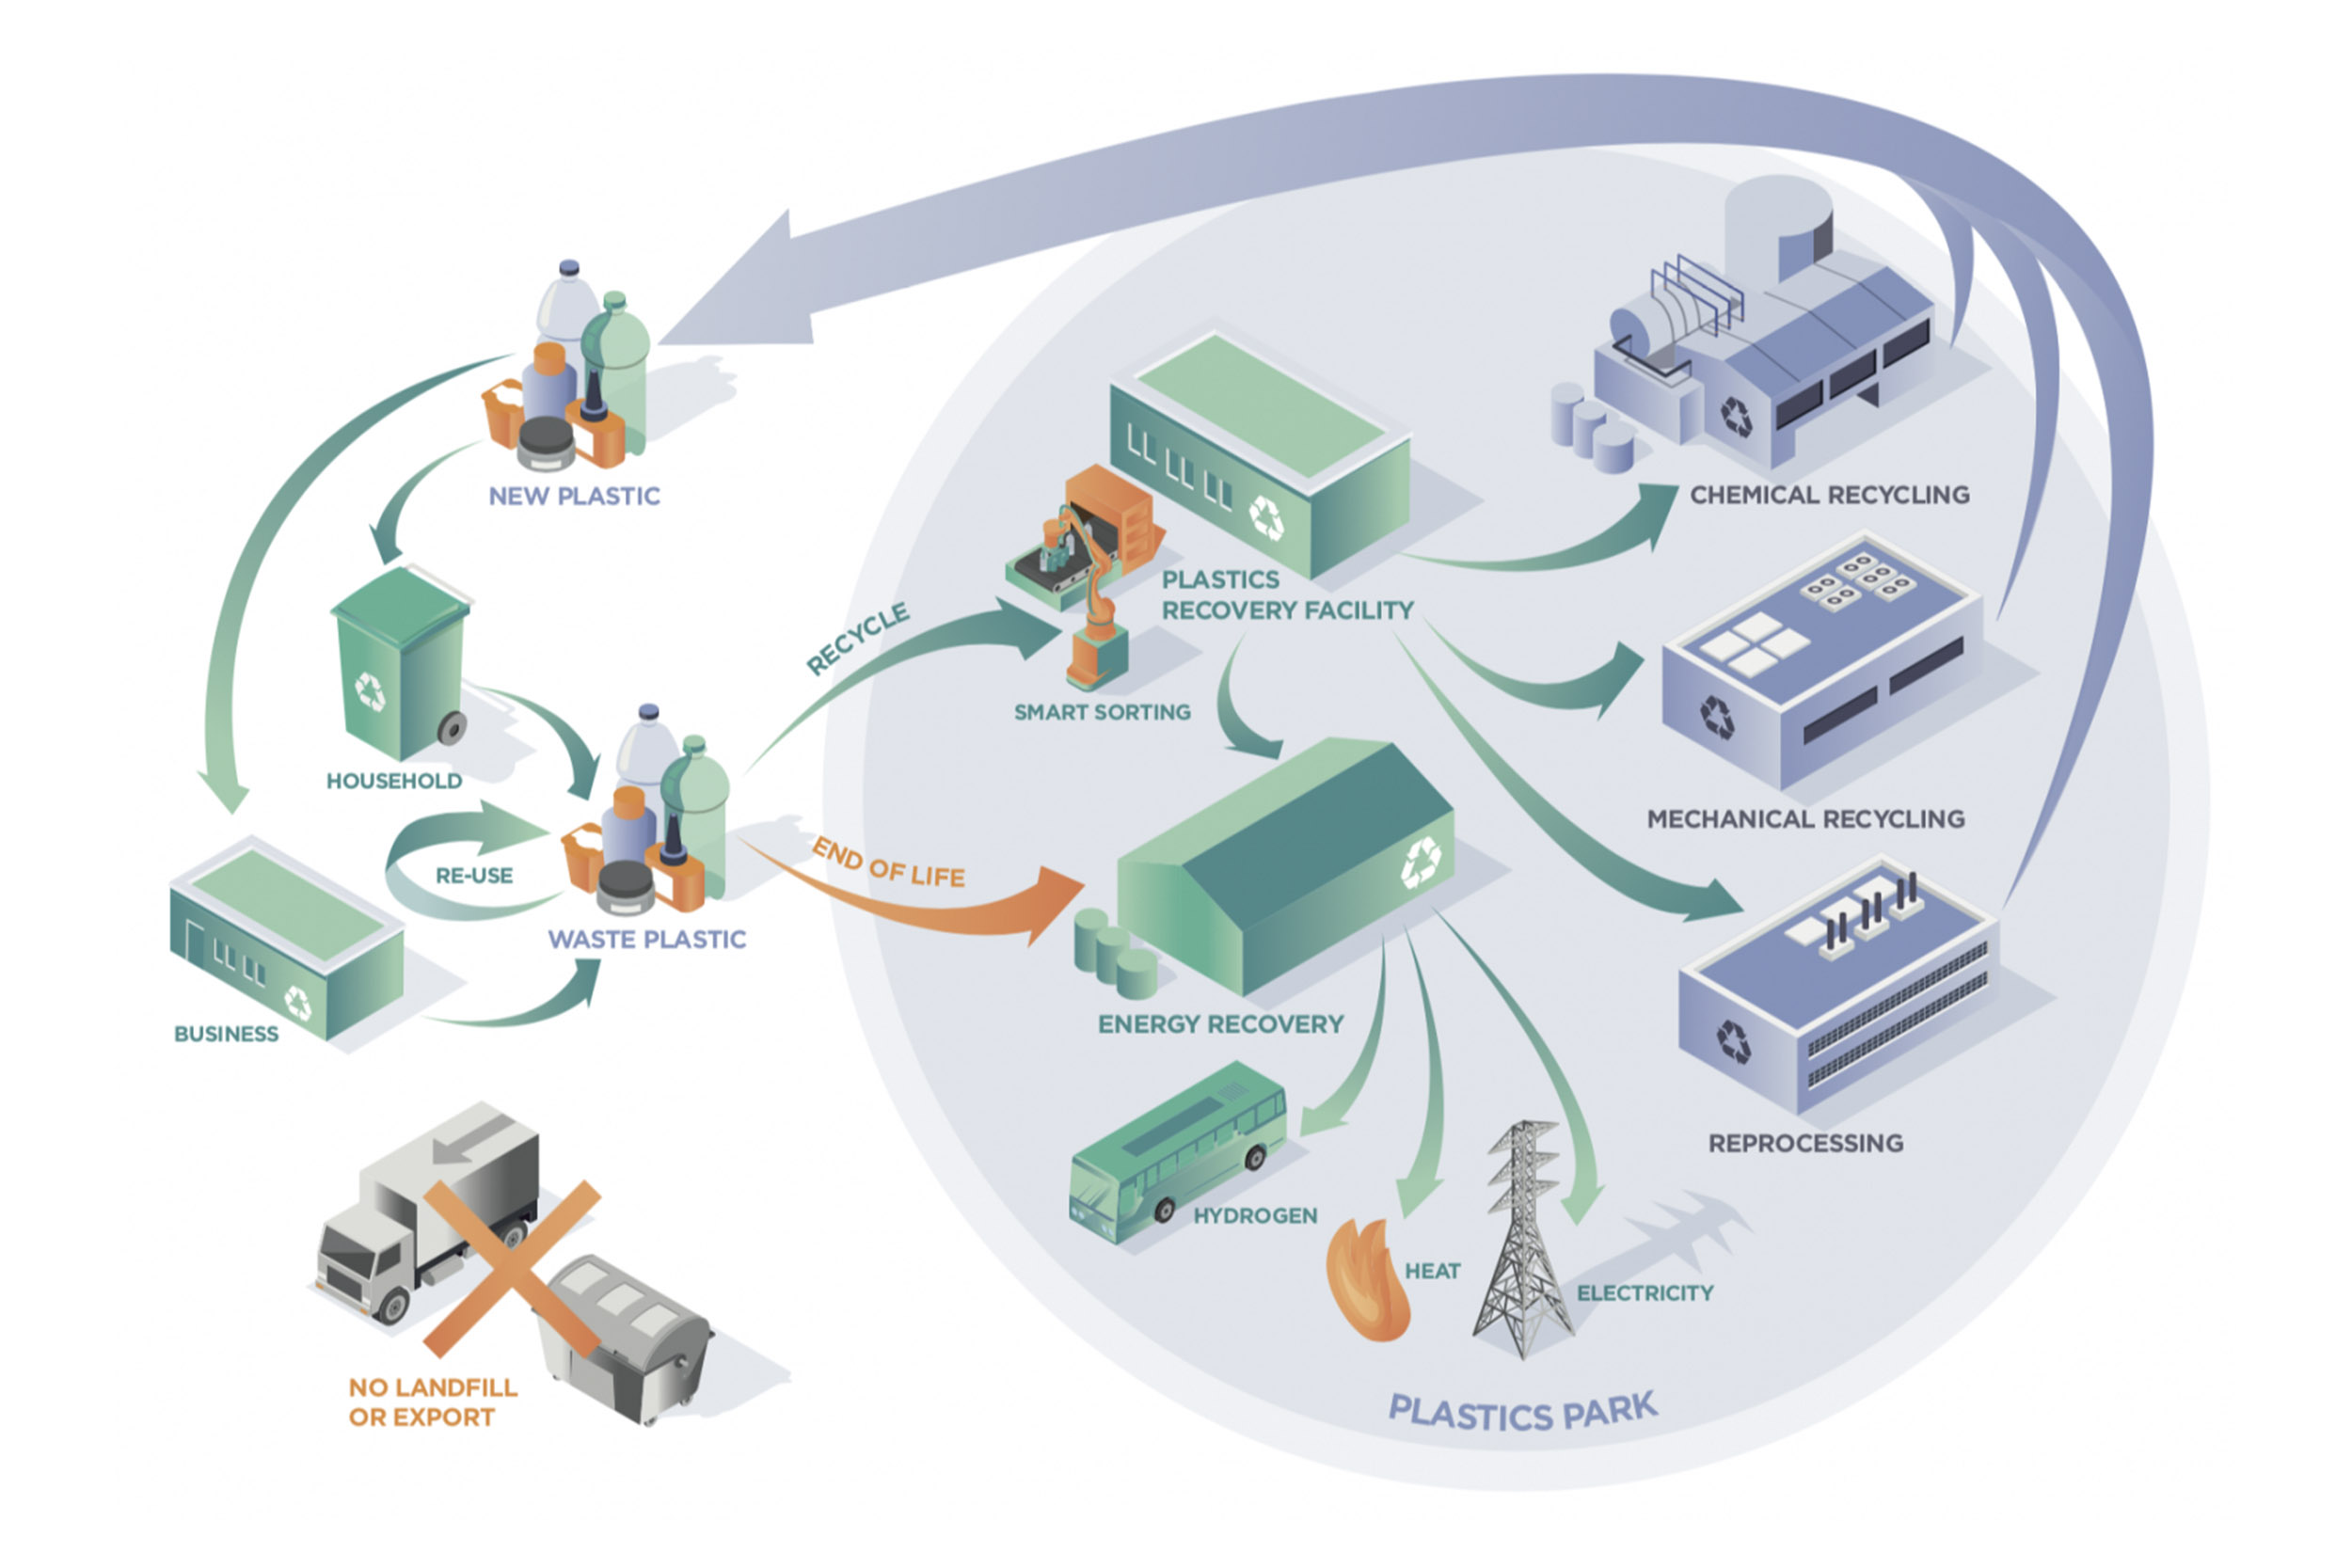 NEW PLASTIC
HOUSEHOLD
BUSINESS
RE-USE
WASTE PLASTIC
RECYCLE
END OF LIFE
NO LANDFILL
OR EXPORT
PLASTICS
RECOVERY FACILITY
SMART SORTING
ENERGY RECOVERY
HYDROGEN
HEAT
ELECTRICITY
CHEMICAL RECYCLING
MECHANICAL RECYCLING
REPROCESSING
PLASTICS PARK